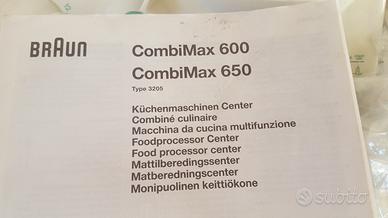 BRAUN
CombiMax 600
CombiMax 650
Type 3205
Küchenmaschinen Center
Combiné culinaire
Macchina da cucina multifunzione
Foodprocessor Center
Food processor center
Mattilberedingssenter
Matberedningscenter
Monipuolinen keittiökone
subito